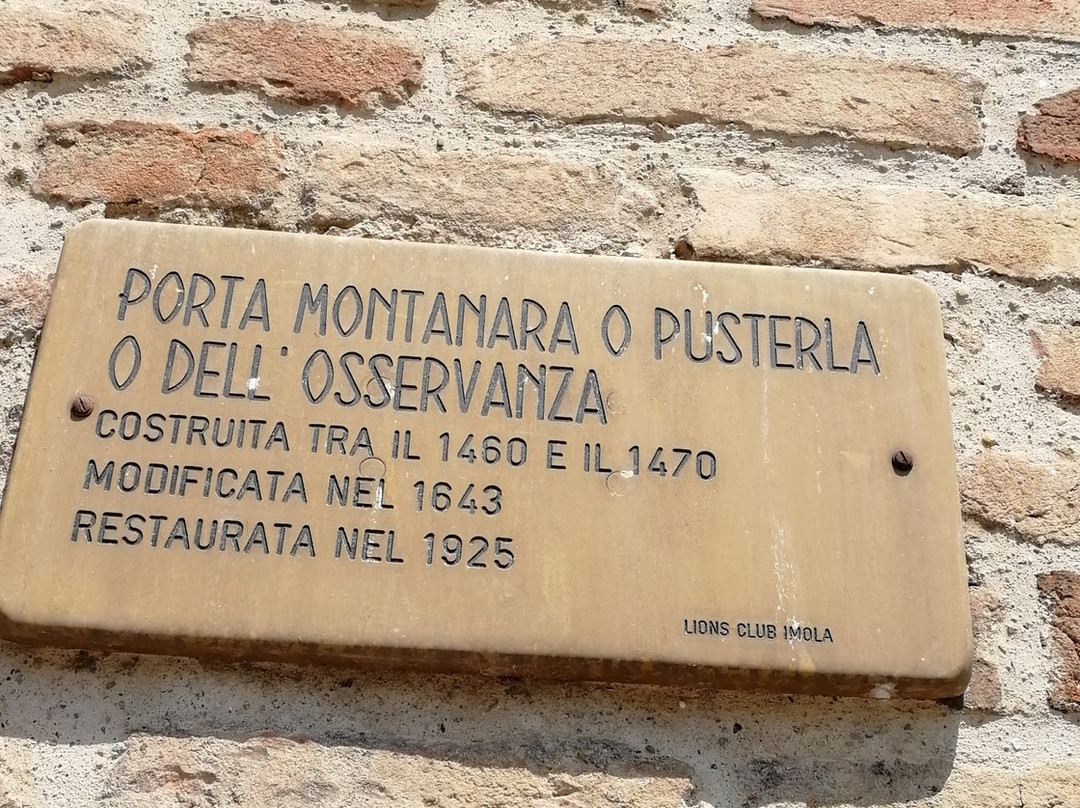 PORTA MONTANARA O PUSTERLA
O DELL' OSSERVANZA
COSTRUITA TRA IL 1460 E IL 1470
MODIFICATA NEL 1643
RESTAURATA NEL 1925
LIONS CLUB IMOLA